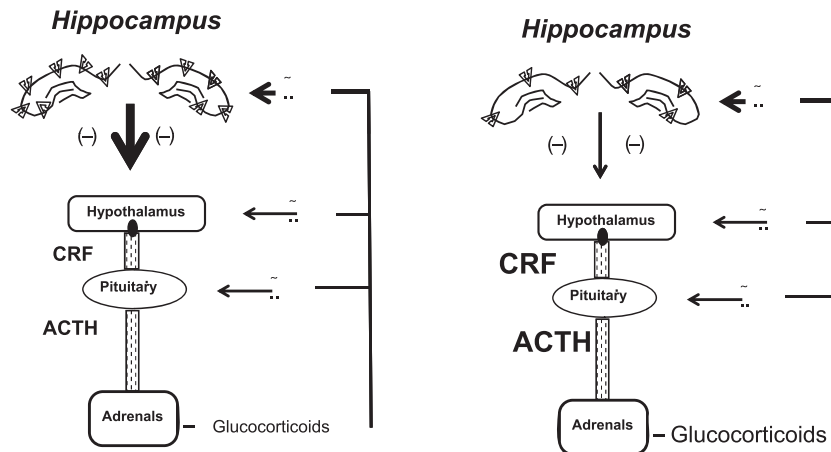 Hippocampus
(–) (–)
Hypothalamus
CRF
Pituitary
ACTH
Adrenals
– Glucocorticoids
Hippocampus
(–) (–)
Hypothalamus
CRF
Pituitary
ACTH
Adrenals
– Glucocorticoids